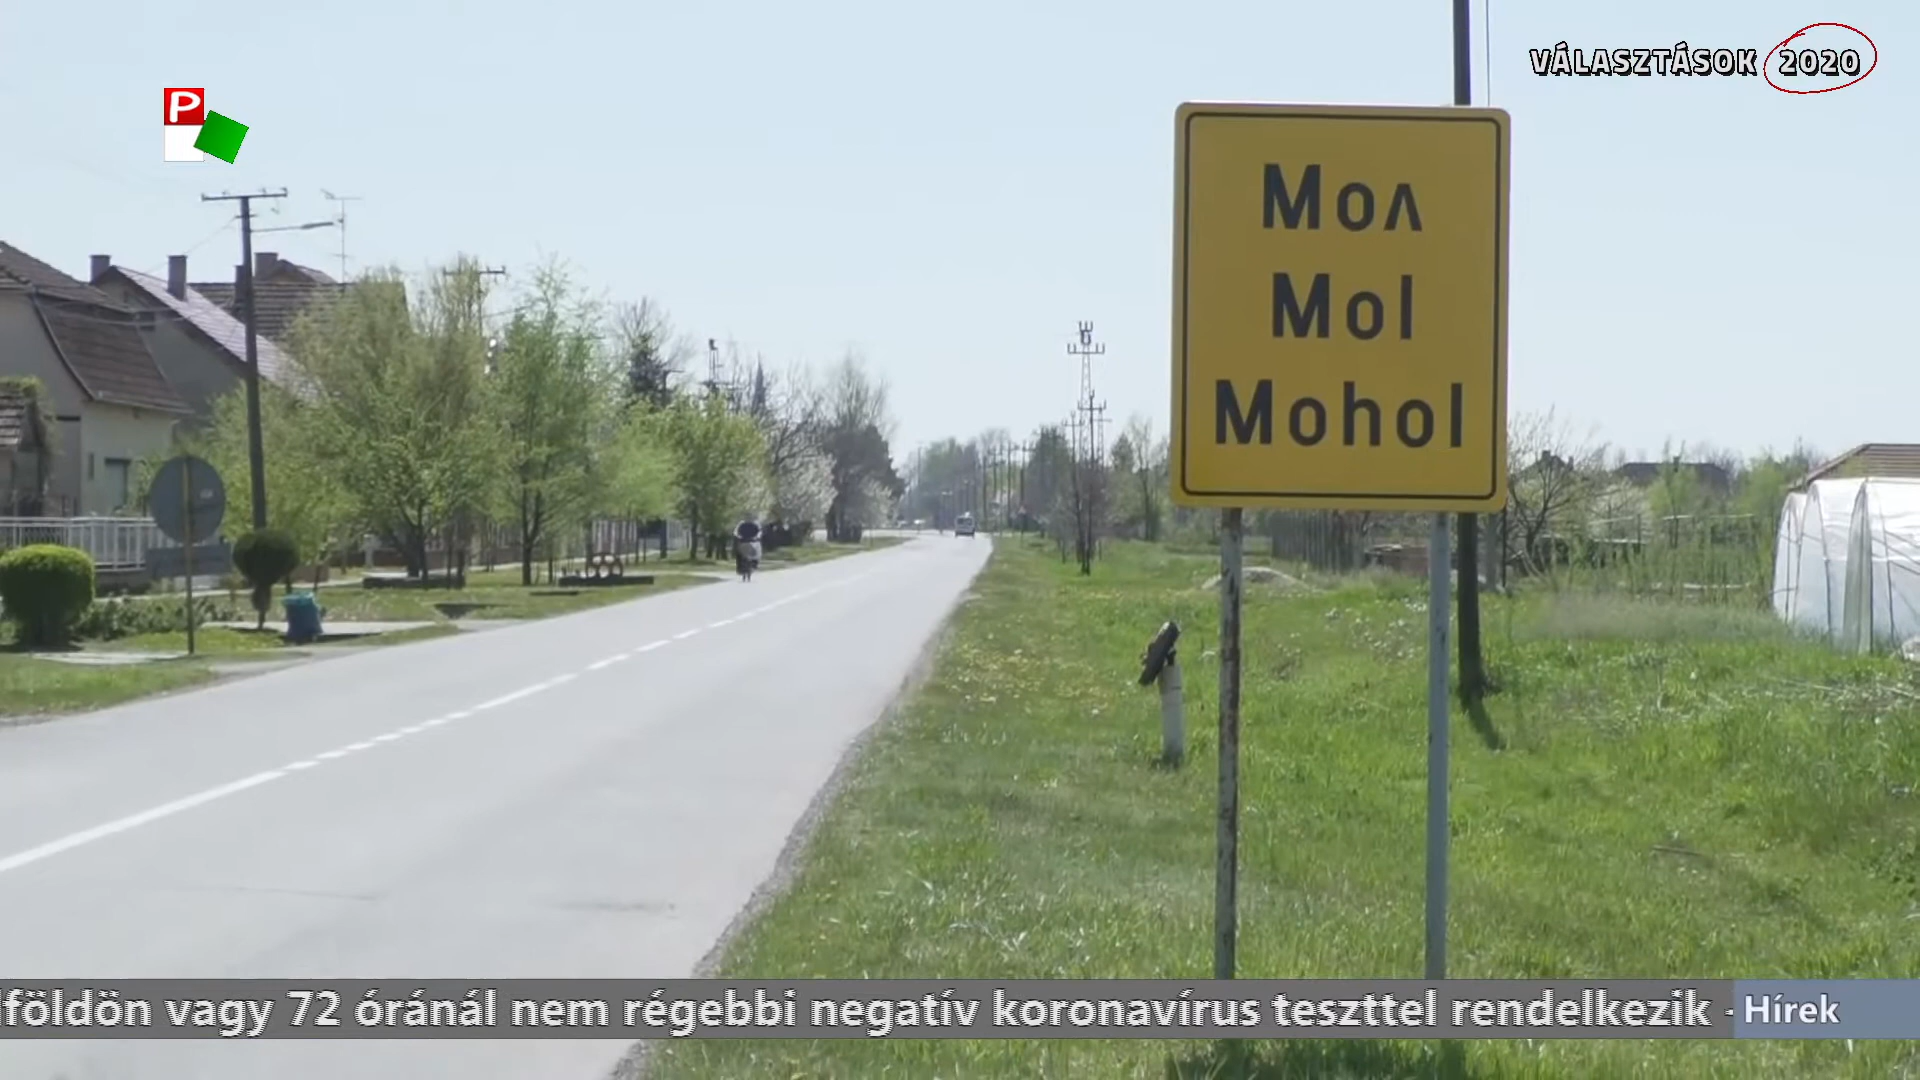 VÁLASZTÁSOK 2020
P
Мол
Mol
Mohol
földön vagy 72 óránál nem régebbi negatív koronavírus teszttel rendelkezik -
Hírek